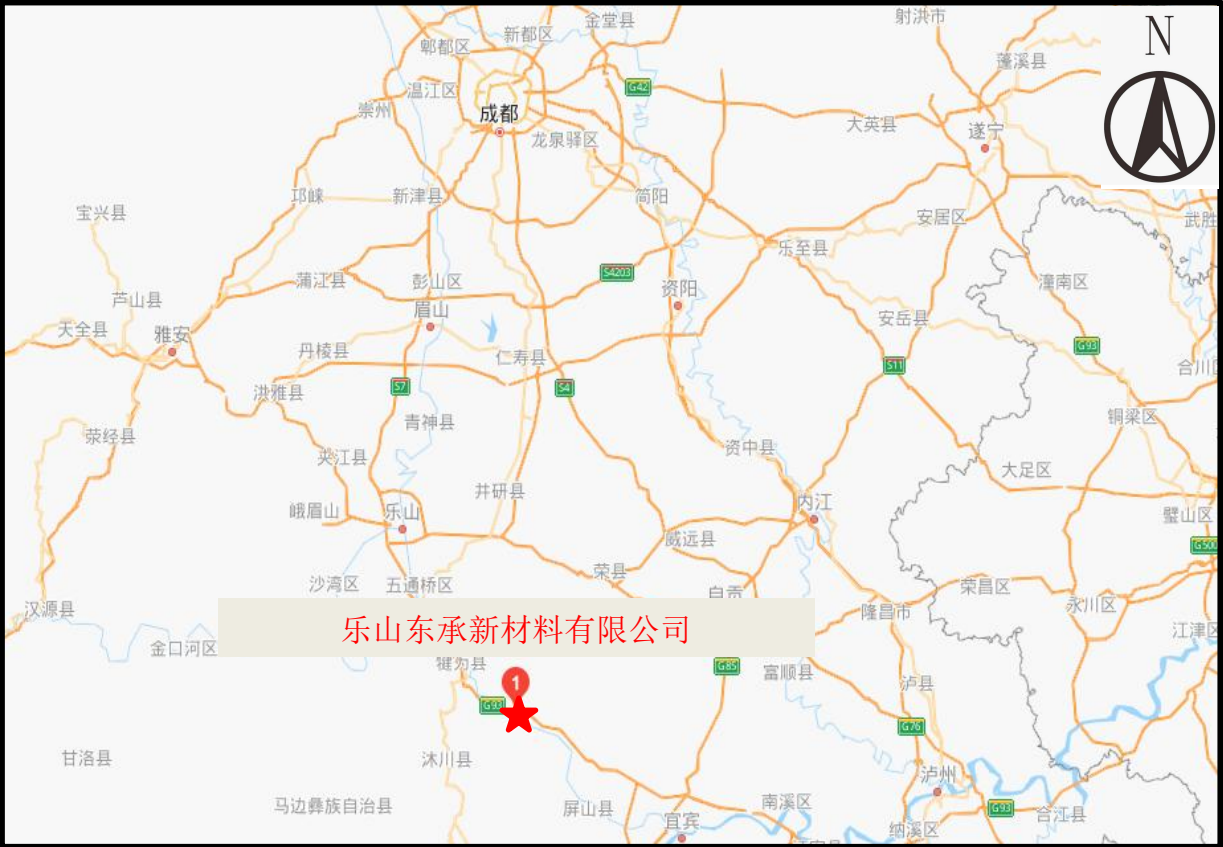 射洪市
金堂县
N
新都区
郫都区
蓬溪县
G42
温江区
崇州
成都
大英县
遂宁
龙泉驿区
邛崃
新津县
简阳
宝兴县
安居区
武胜
乐至县
S4203
蒲江县
彭山区
资阳
潼南区
芦山县
眉山
安岳县
天全县
雅安
丹棱县
仁寿县
G93
S11
合川区
洪雅县
S7
S4
青神县
铜梁区
荥经县
资中县
夹江县
大足区
井研县
峨眉山
乐山
内江
璧山区
威远县
G500
荣县
沙湾区
五通桥区
荣昌区
自贡
汉源县
隆昌市
永川区
乐山东承新材料有限公司
江津区
金口河区
犍为县
G85
富顺县
泸县
1
G93
G76
甘洛县
沐川县
泸州
马边彝族自治县
屏山县
南溪区
G93
合江县
宜宾
纳溪区